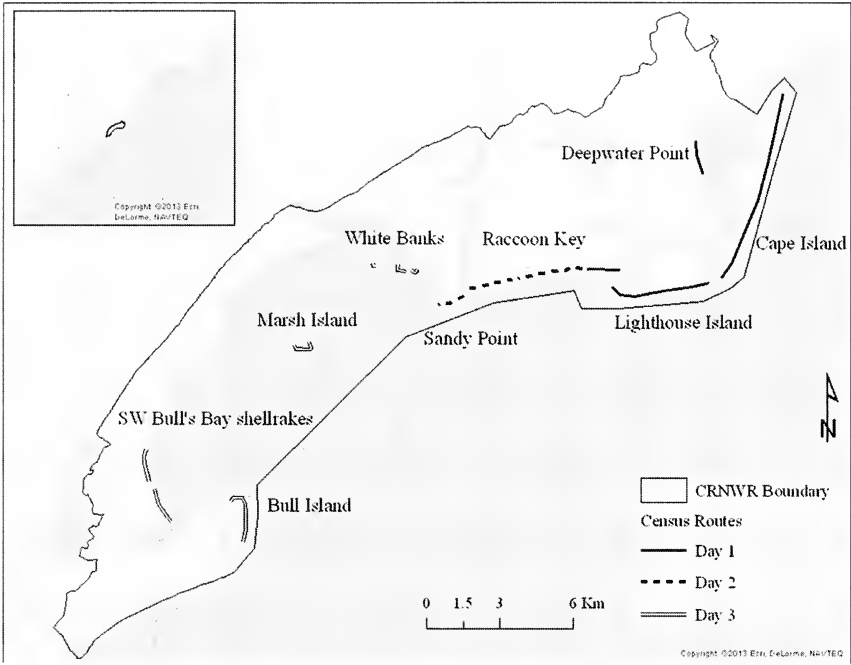 Copyright ©2013 Esri,
DeLorme, NAVTEQ
Deepwater Point
White Banks
Raccoon Key
Cape Island
Marsh Island
Sandy Point
Lighthouse Island
SW Bull's Bay shellrakes
Bull Island
N
CRNWR Boundary
Census Routes
Day 1
Day 2
Day 3
0 1.5 3 6 Km
Copyright ©2013 Esri, DeLorme, NAVTEQ